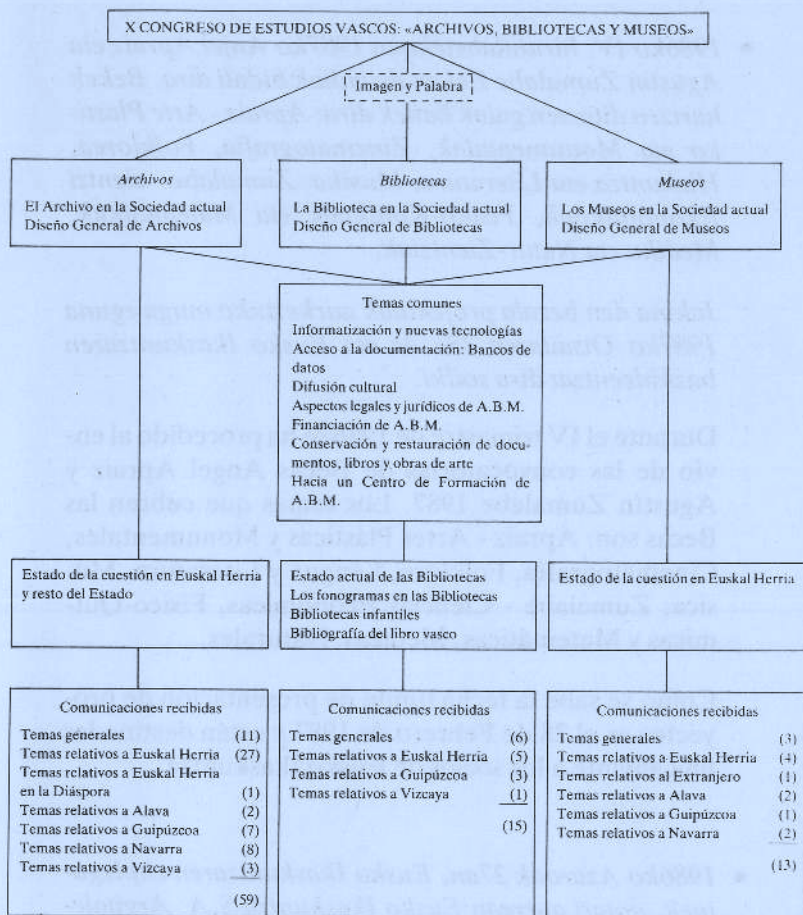 X CONGRESO DE ESTUDIOS VASCOS: «ARCHIVOS, BIBLIOTECAS Y MUSEOS»
Imagen y Palabra
Archivos
El Archivo en la Sociedad actual
Diseño General de Archivos
Bibliotecas
La Biblioteca en la Sociedad actual
Diseño General de Bibliotecas
Museos
Los Museos en la Sociedad actual
Diseño General de Museos
Temas comunes
Informatización y nuevas tecnologías
Acceso a la documentación: Bancos de
datos
Difusión cultural
Aspectos legales y jurídicos de A.B.M.
Financiación de A.B.M.
Conservación y restauración de docu-
mentos, libros y obras de arte
Hacia un Centro de Formación de
A.B.M.
Estado de la cuestión en Euskal Herria
y resto del Estado
Estado actual de las Bibliotecas
Los fonogramas en las Bibliotecas
Bibliotecas infantiles
Bibliografía del libro vasco
Estado de la cuestión en Euskal Herria
Comunicaciones recibidas
Temas generales (11)
Temas relativos a Euskal Herria (27)
Temas relativos a Euskal Herria
en la Diáspora (1)
Temas relativos a Alava (2)
Temas relativos a Guipúzcoa (7)
Temas relativos a Navarra (8)
Temas relativos a Vizcaya (3)
(59)
Comunicaciones recibidas
Temas generales (6)
Temas relativos a Euskal Herria (5)
Temas relativos a Guipúzcoa (3)
Temas relativos a Vizcaya (1)
(15)
Comunicaciones recibidas
Temas generales (3)
Temas relativos a Euskal Herria (4)
Temas relativos al Extranjero (1)
Temas relativos a Alava (2)
Temas relativos a Guipúzcoa (1)
Temas relativos a Navarra (2)
(13)